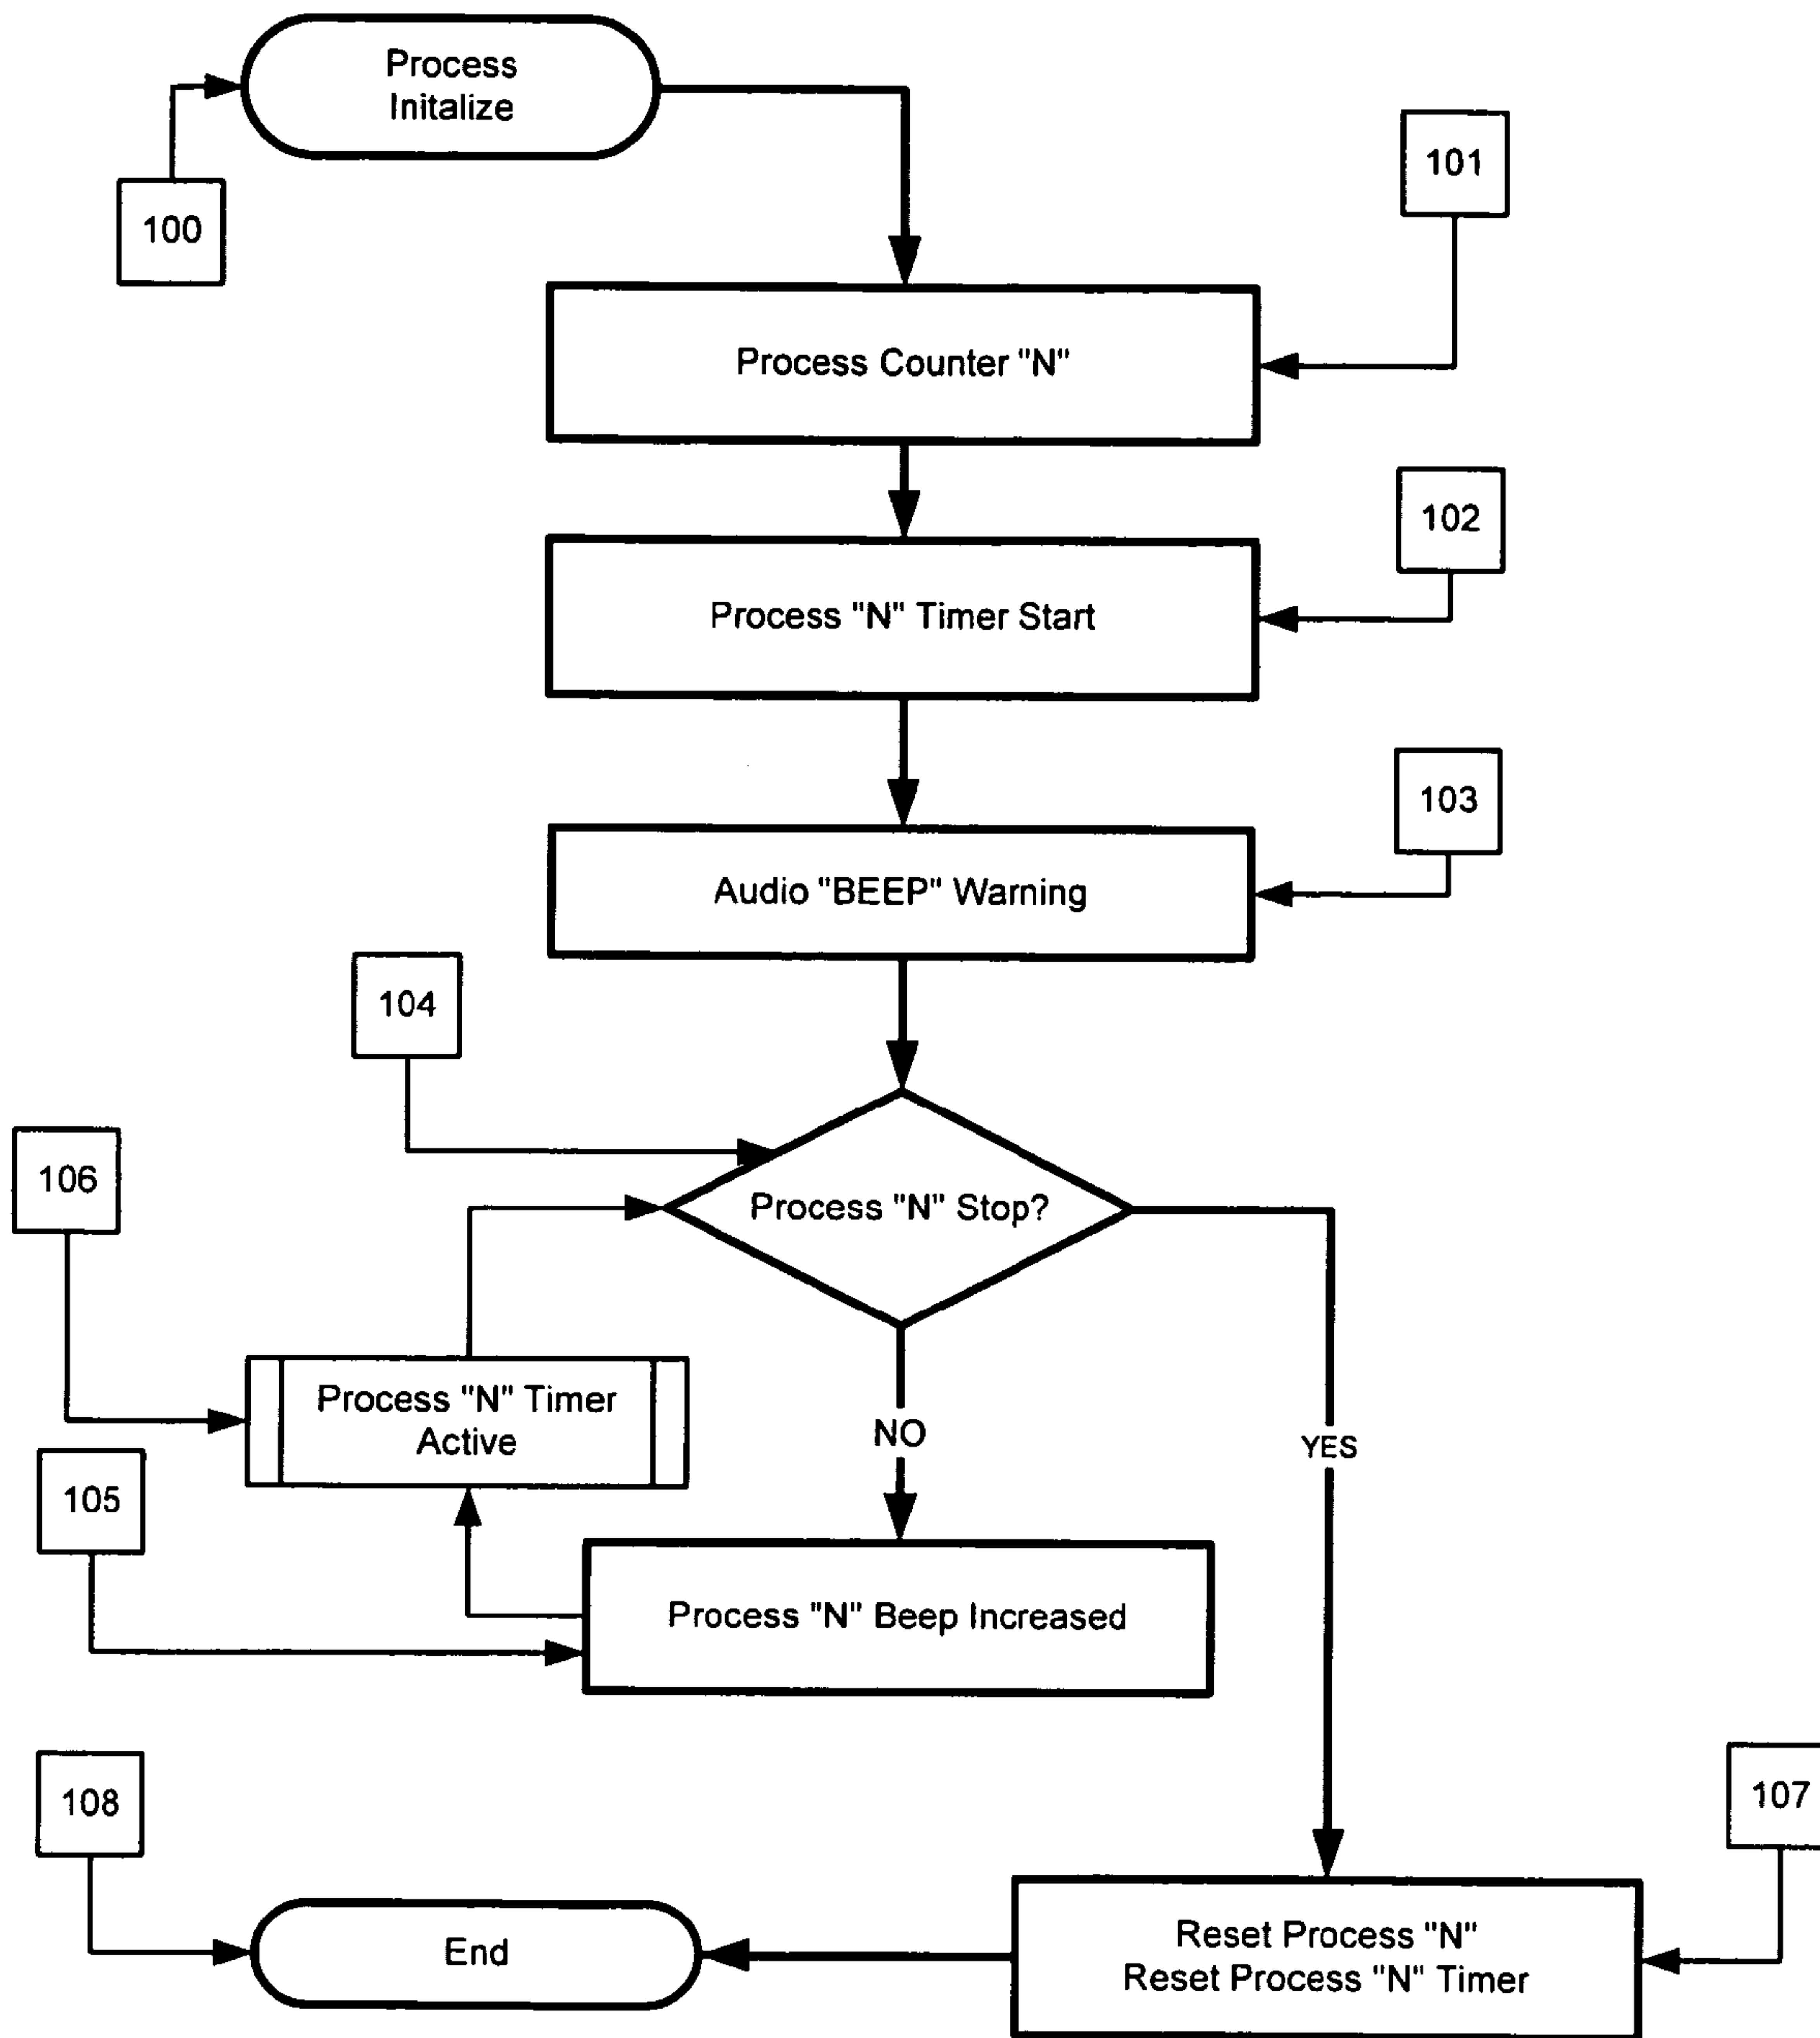 Process
Initalize
100
101
Process Counter "N"
102
Process "N" Timer Start
103
Audio "BEEP" Warning
104
106
Process "N" Stop?
Process "N" Timer
Active
NO
YES
105
Process "N" Beep Increased
108
107
End
Reset Process "N"
Reset Process "N" Timer